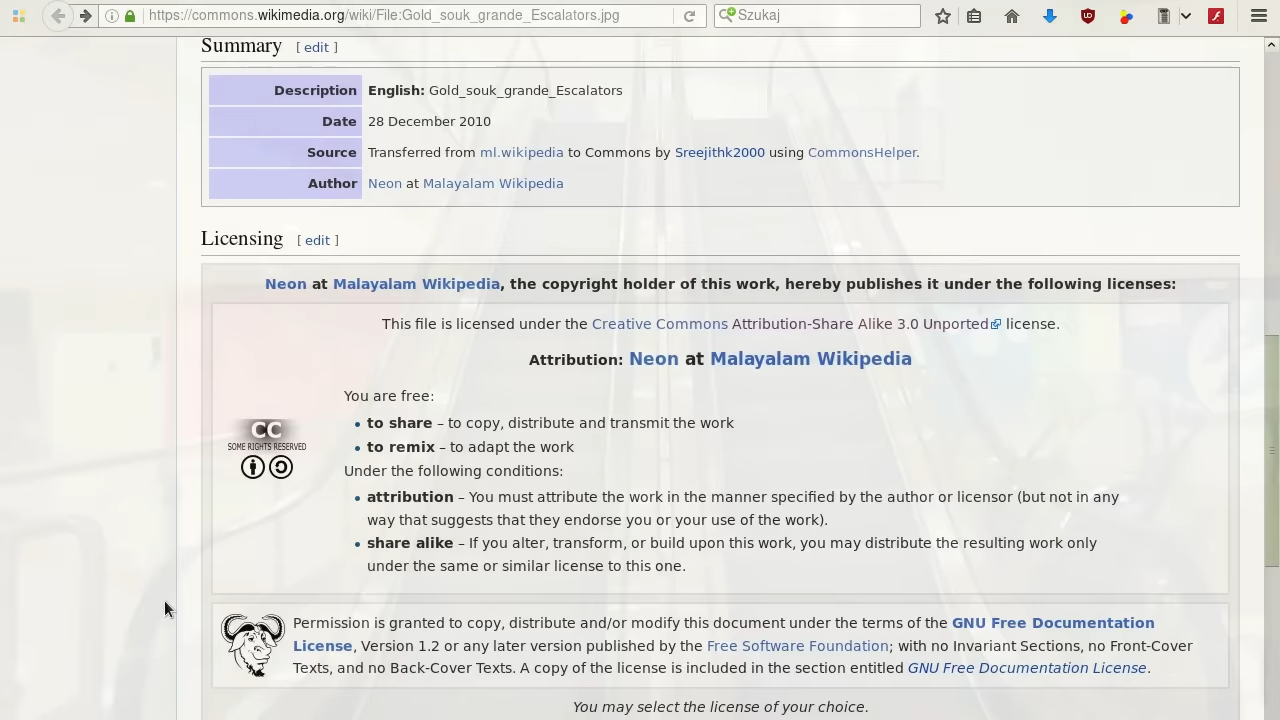 https://commons.wikimedia.org/wiki/File:Gold_souk_grande_Escalators.jpg
Szukaj
Summary [ edit ]
Description English: Gold_souk_grande_Escalators
Date 28 December 2010
Source Transferred from ml.wikipedia to Commons by Sreejithk2000 using CommonsHelper.
Author Neon at Malayalam Wikipedia
Licensing [ edit ]
Neon at Malayalam Wikipedia, the copyright holder of this work, hereby publishes it under the following licenses:
This file is licensed under the Creative Commons Attribution-Share Alike 3.0 Unported license.
Attribution: Neon at Malayalam Wikipedia
You are free:
• to share – to copy, distribute and transmit the work
• to remix – to adapt the work
Under the following conditions:
• attribution – You must attribute the work in the manner specified by the author or licensor (but not in any
way that suggests that they endorse you or your use of the work).
• share alike – If you alter, transform, or build upon this work, you may distribute the resulting work only
under the same or similar license to this one.
CC
SOME RIGHTS RESERVED
Permission is granted to copy, distribute and/or modify this document under the terms of the GNU Free Documentation
License, Version 1.2 or any later version published by the Free Software Foundation; with no Invariant Sections, no Front-Cover
Texts, and no Back-Cover Texts. A copy of the license is included in the section entitled GNU Free Documentation License.
You may select the license of your choice.